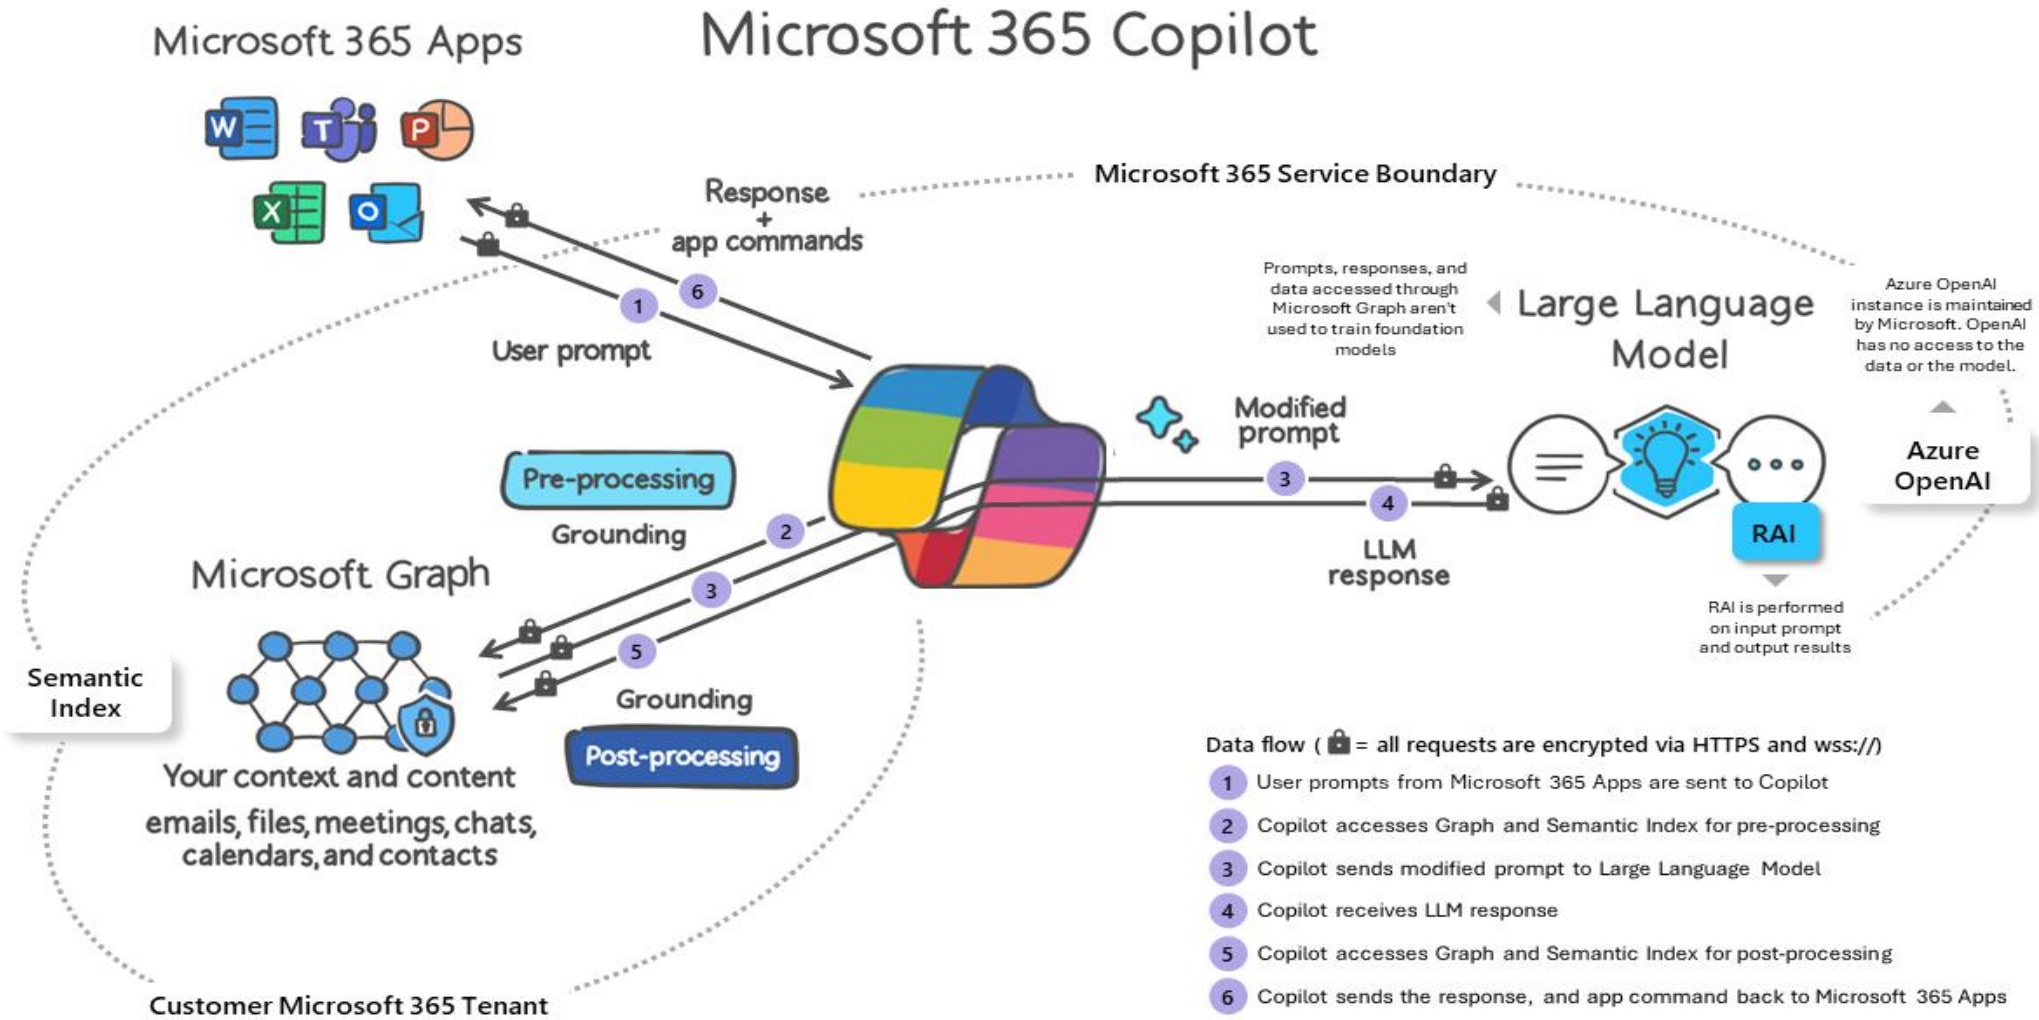 Microsoft 365 Apps
Microsoft 365 Copilot
W
T
P
X
O
Response
+
app commands
Microsoft 365 Service Boundary
1
6
User prompt
Prompts, responses, and
data accessed through
Microsoft Graph aren't
used to train foundation
models
Large Language
Model
Azure OpenAI
instance is maintained
by Microsoft. OpenAI
has no access to the
data or the model.
Modified
prompt
Azure
OpenAI
3
4
LLM
response
RAI
RAI is performed
on input prompt
and output results
Pre-processing
Grounding
2
3
5
Microsoft Graph
Semantic
Index
Grounding
Post-processing
Your context and content
emails, files, meetings, chats,
calendars, and contacts
Customer Microsoft 365 Tenant
Data flow ( = all requests are encrypted via HTTPS and wss://)
1 User prompts from Microsoft 365 Apps are sent to Copilot
2 Copilot accesses Graph and Semantic Index for pre-processing
3 Copilot sends modified prompt to Large Language Model
4 Copilot receives LLM response
5 Copilot accesses Graph and Semantic Index for post-processing
6 Copilot sends the response, and app command back to Microsoft 365 Apps